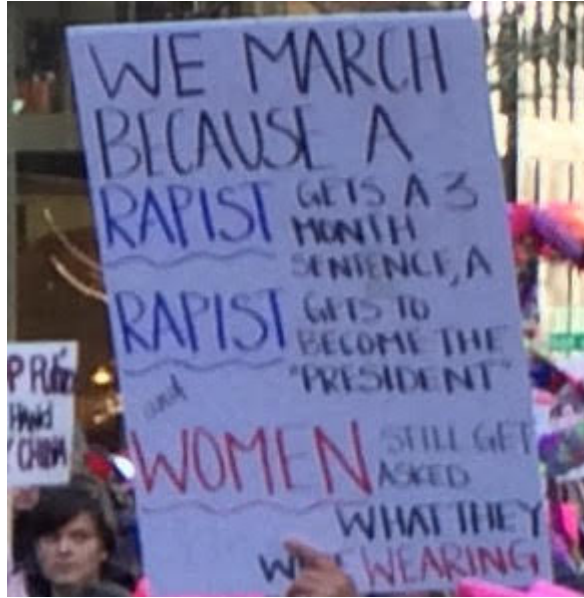 WE MARCH
BECAUSE A
RAPIST GETS A 3
MONTH
SENTENCE, A
RAPIST GETS TO
BECOME THE
"PRESIDENT"
and
WOMEN STILL GET
ASKED
WHAT THEY
WEARING